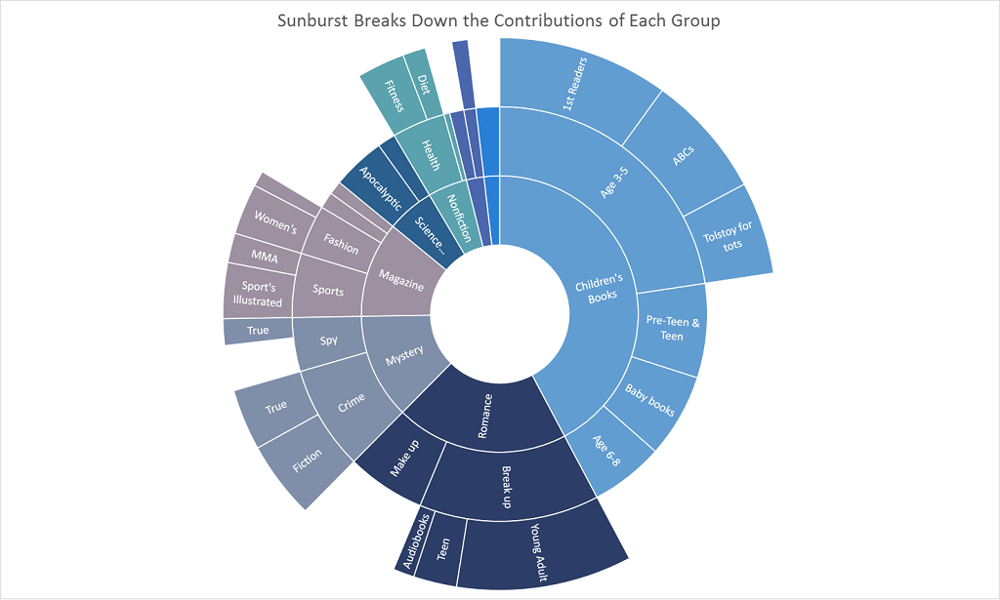 Sunburst Breaks Down the Contributions of Each Group
1st Readers
ABCs
Tolstoy for
tots
Age 3-5
Children's
Books
Pre-Teen &
Teen
Baby books
Age 6-8
Romance
Break up
Make up
Young Adult
Teen
Audiobooks
Mystery
Crime
Fiction
True
Spy
True
Magazine
Sports
Sport's
Illustrated
MMA
Fashion
Women's
Science...
Apocalyptic
Nonfiction
Health
Fitness
Diet